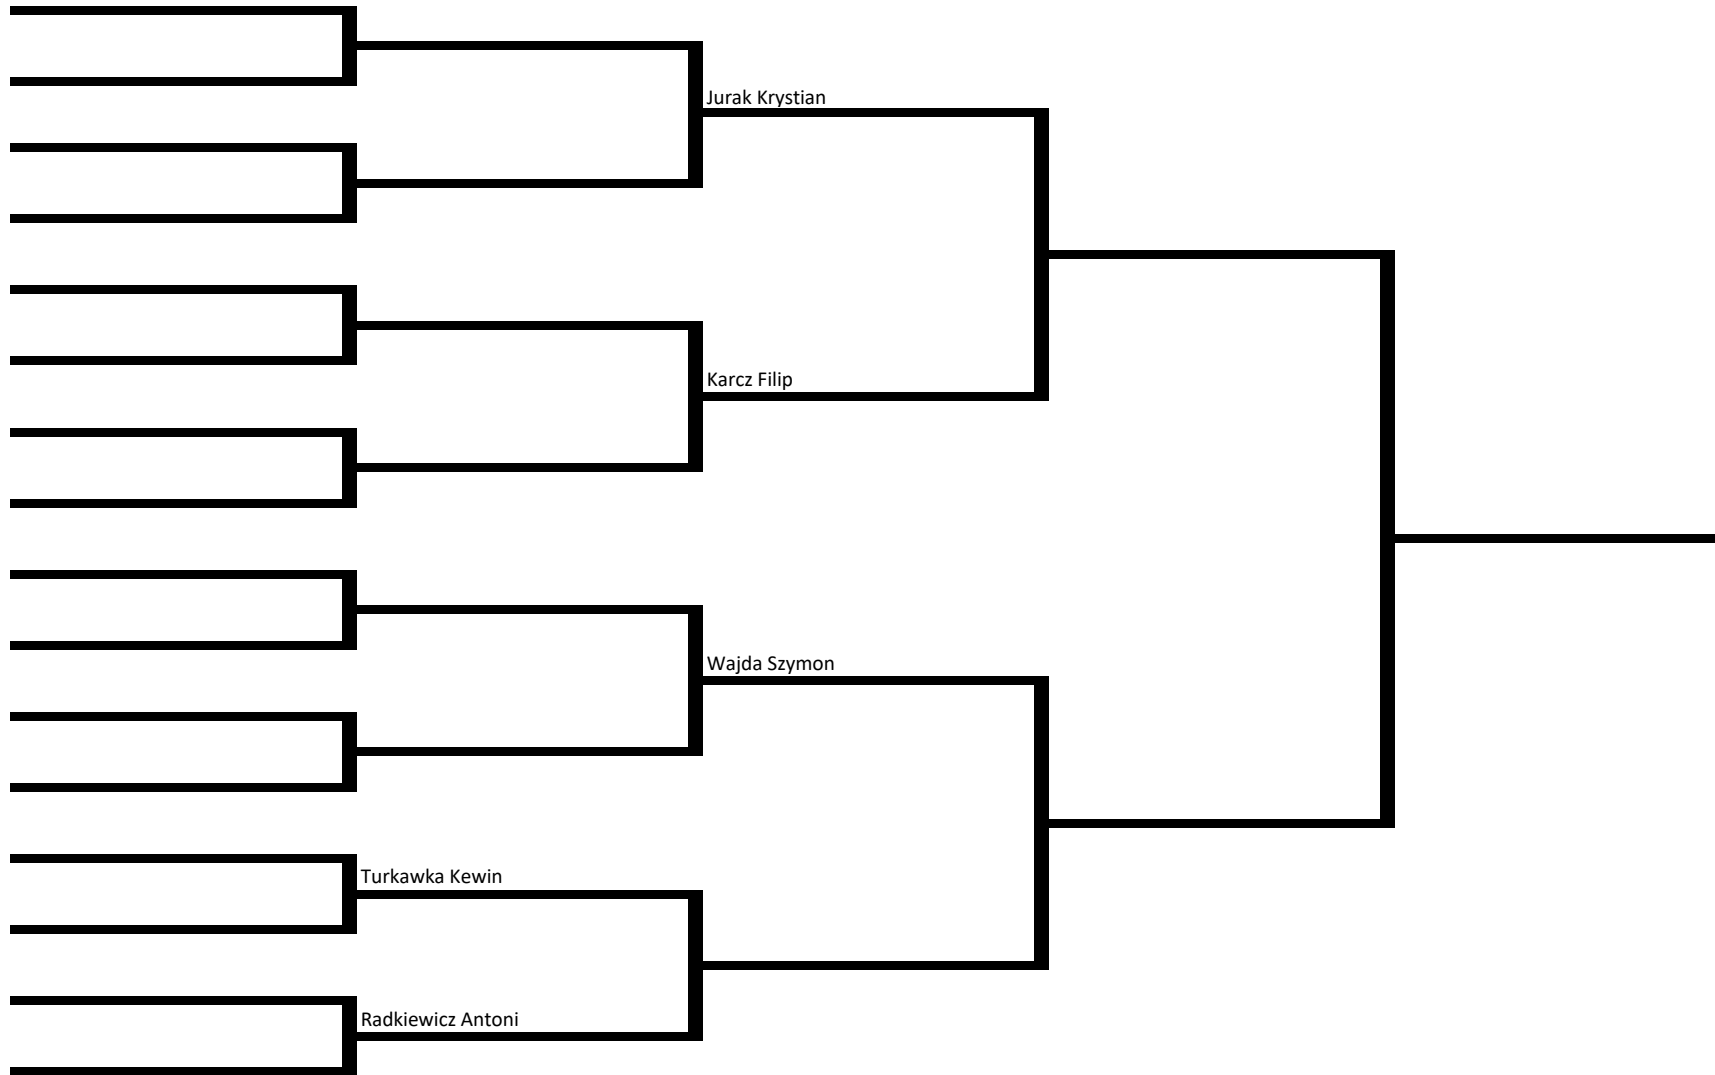 Jurak Krystian
Karcz Filip
Wajda Szymon
Turkawka Kewin
Radkiewicz Antoni